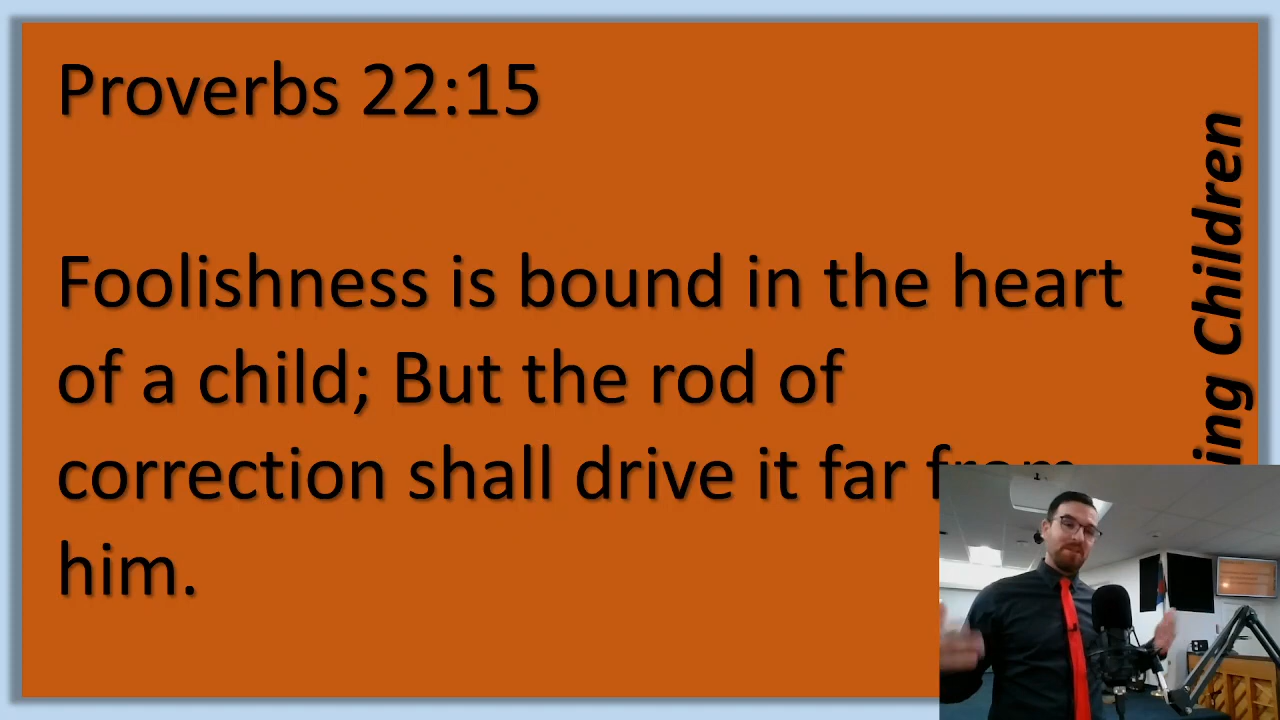 Proverbs 22:15
Foolishness is bound in the heart
of a child; But the rod of
correction shall drive it far from
him.
ing Children